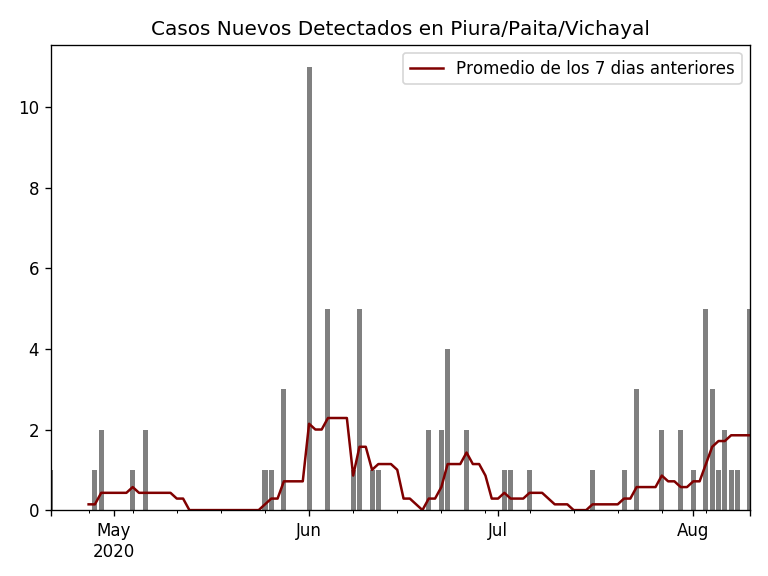 Casos Nuevos Detectados en Piura/Paita/Vichayal
Promedio de los 7 dias anteriores
10
8
6
4
2
0
May Jun Jul Aug
2020